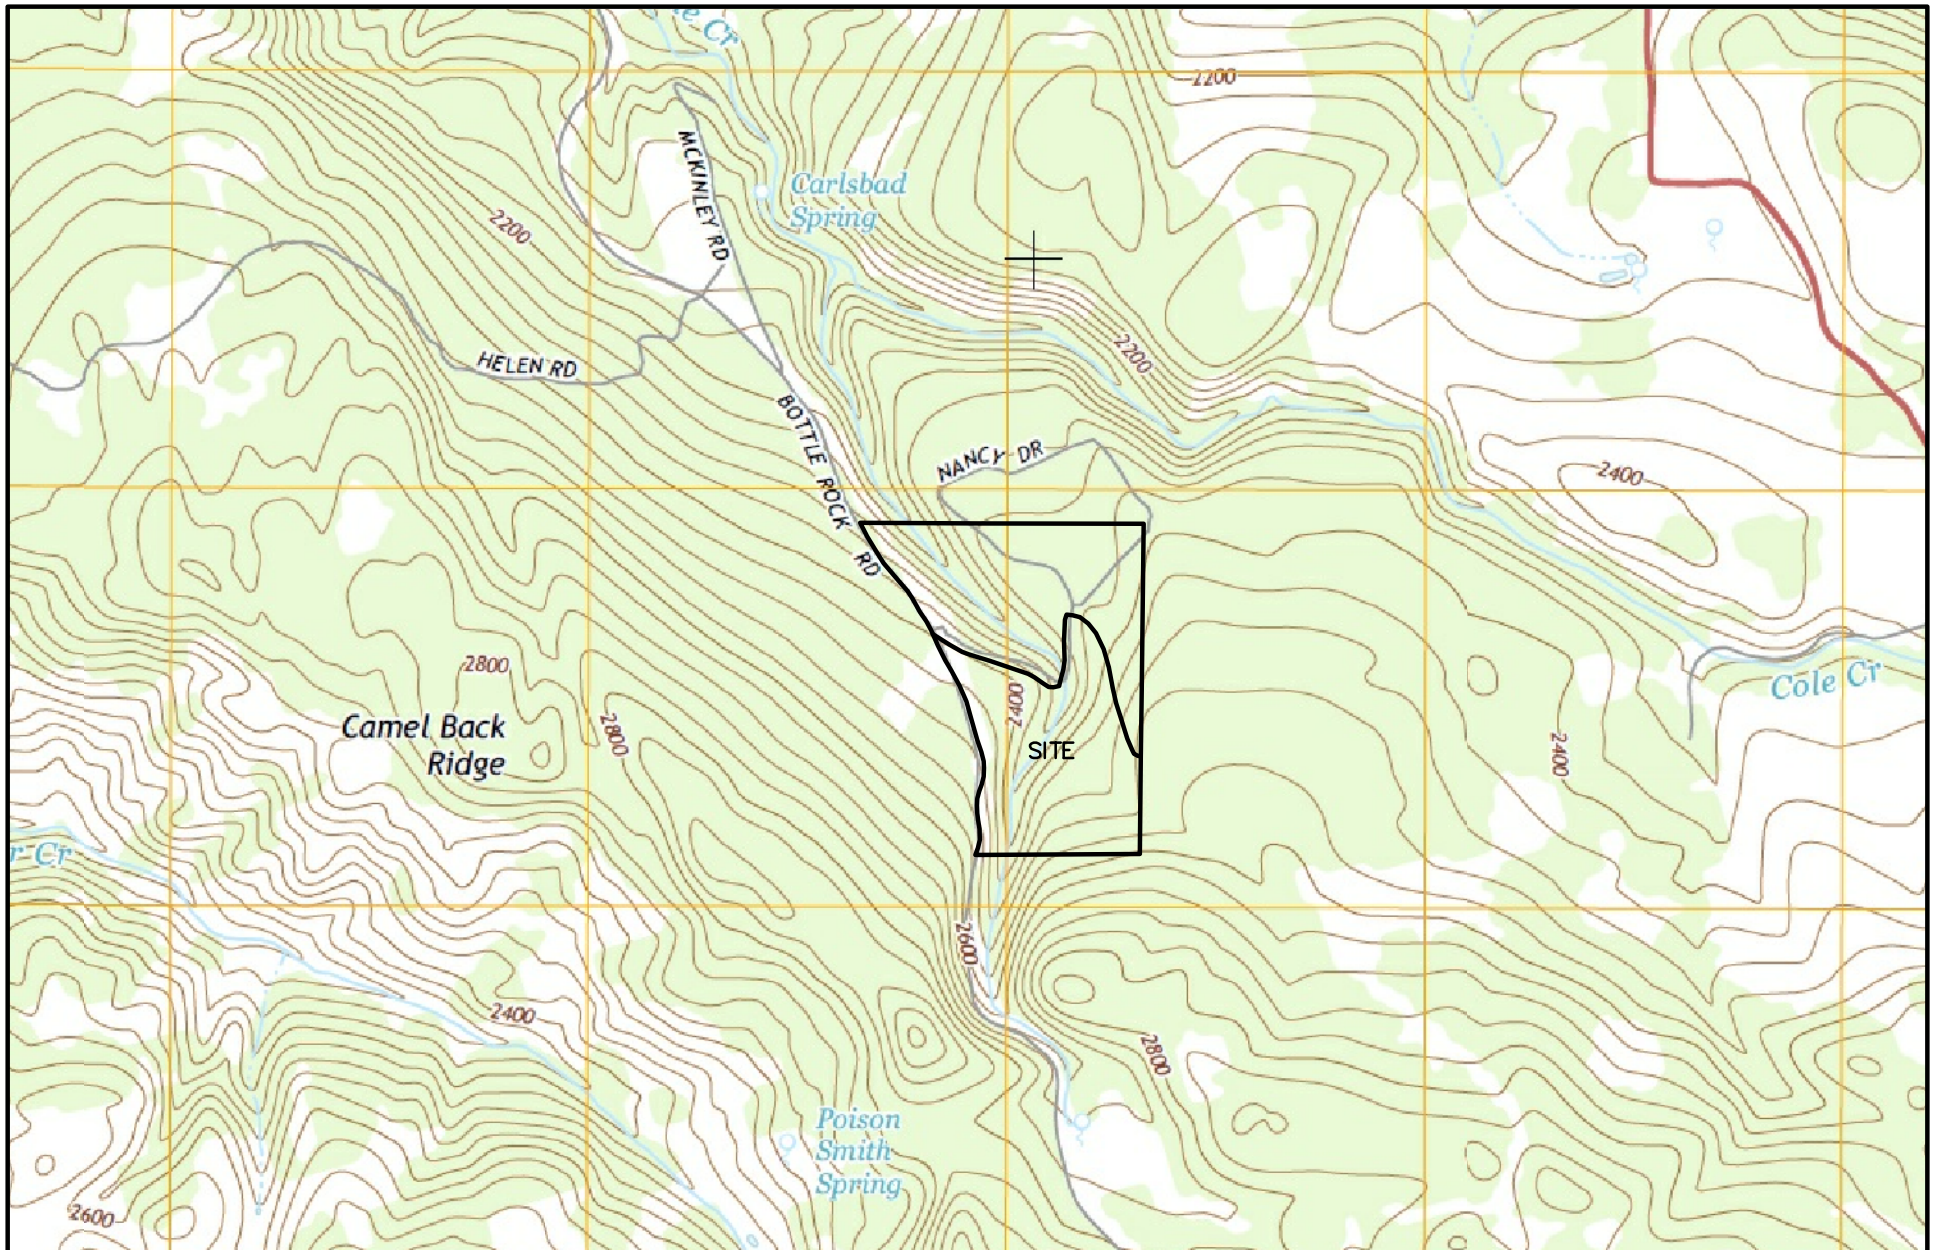 Cr
2200
MCKINLEY RD
Carlsbad
Spring
2200
2200
HELEN RD
BOTTLE ROCK RD
NANCY DR
2400
2800
Camel Back
Ridge
2800
2400
SITE
2400
Cole Cr
r Cr
2600
2400
2800
Poison
Smith
Spring
2600